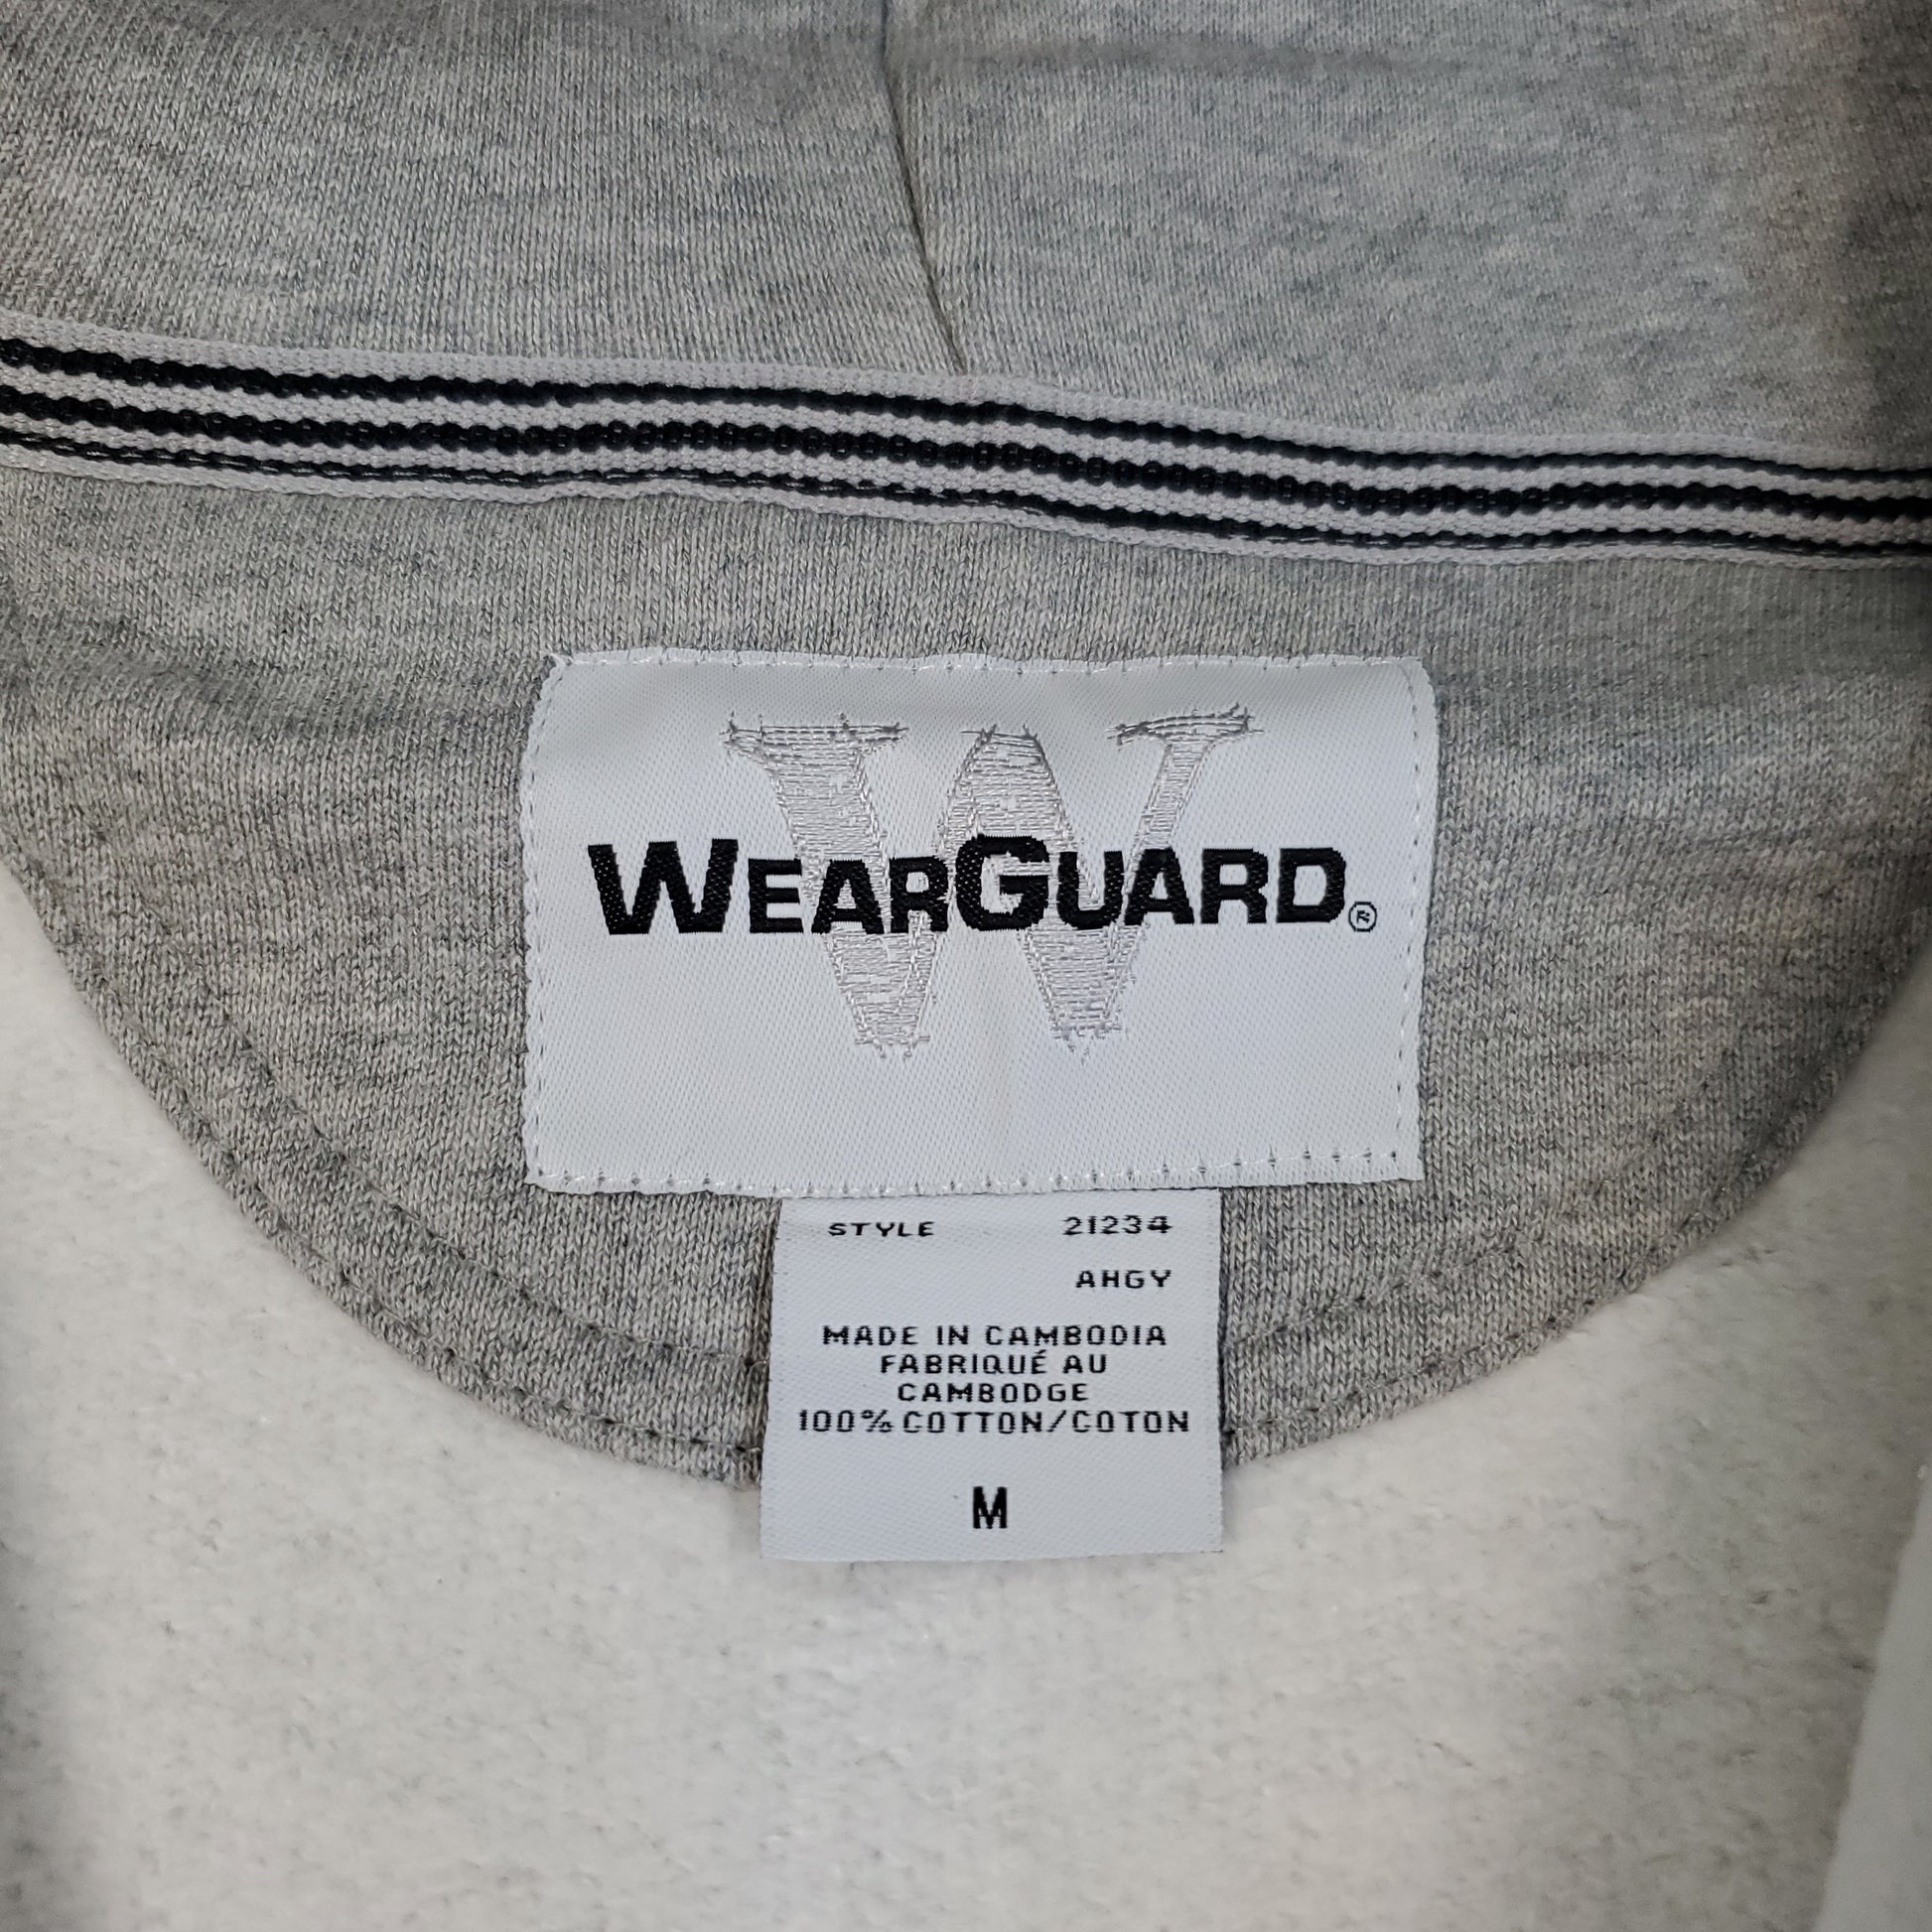 W
WEARGUARD®
STYLE 21234
AHGY
MADE IN CAMBODIA
FABRIQUÉ AU
CAMBODGE
100% COTTON/COTON
M